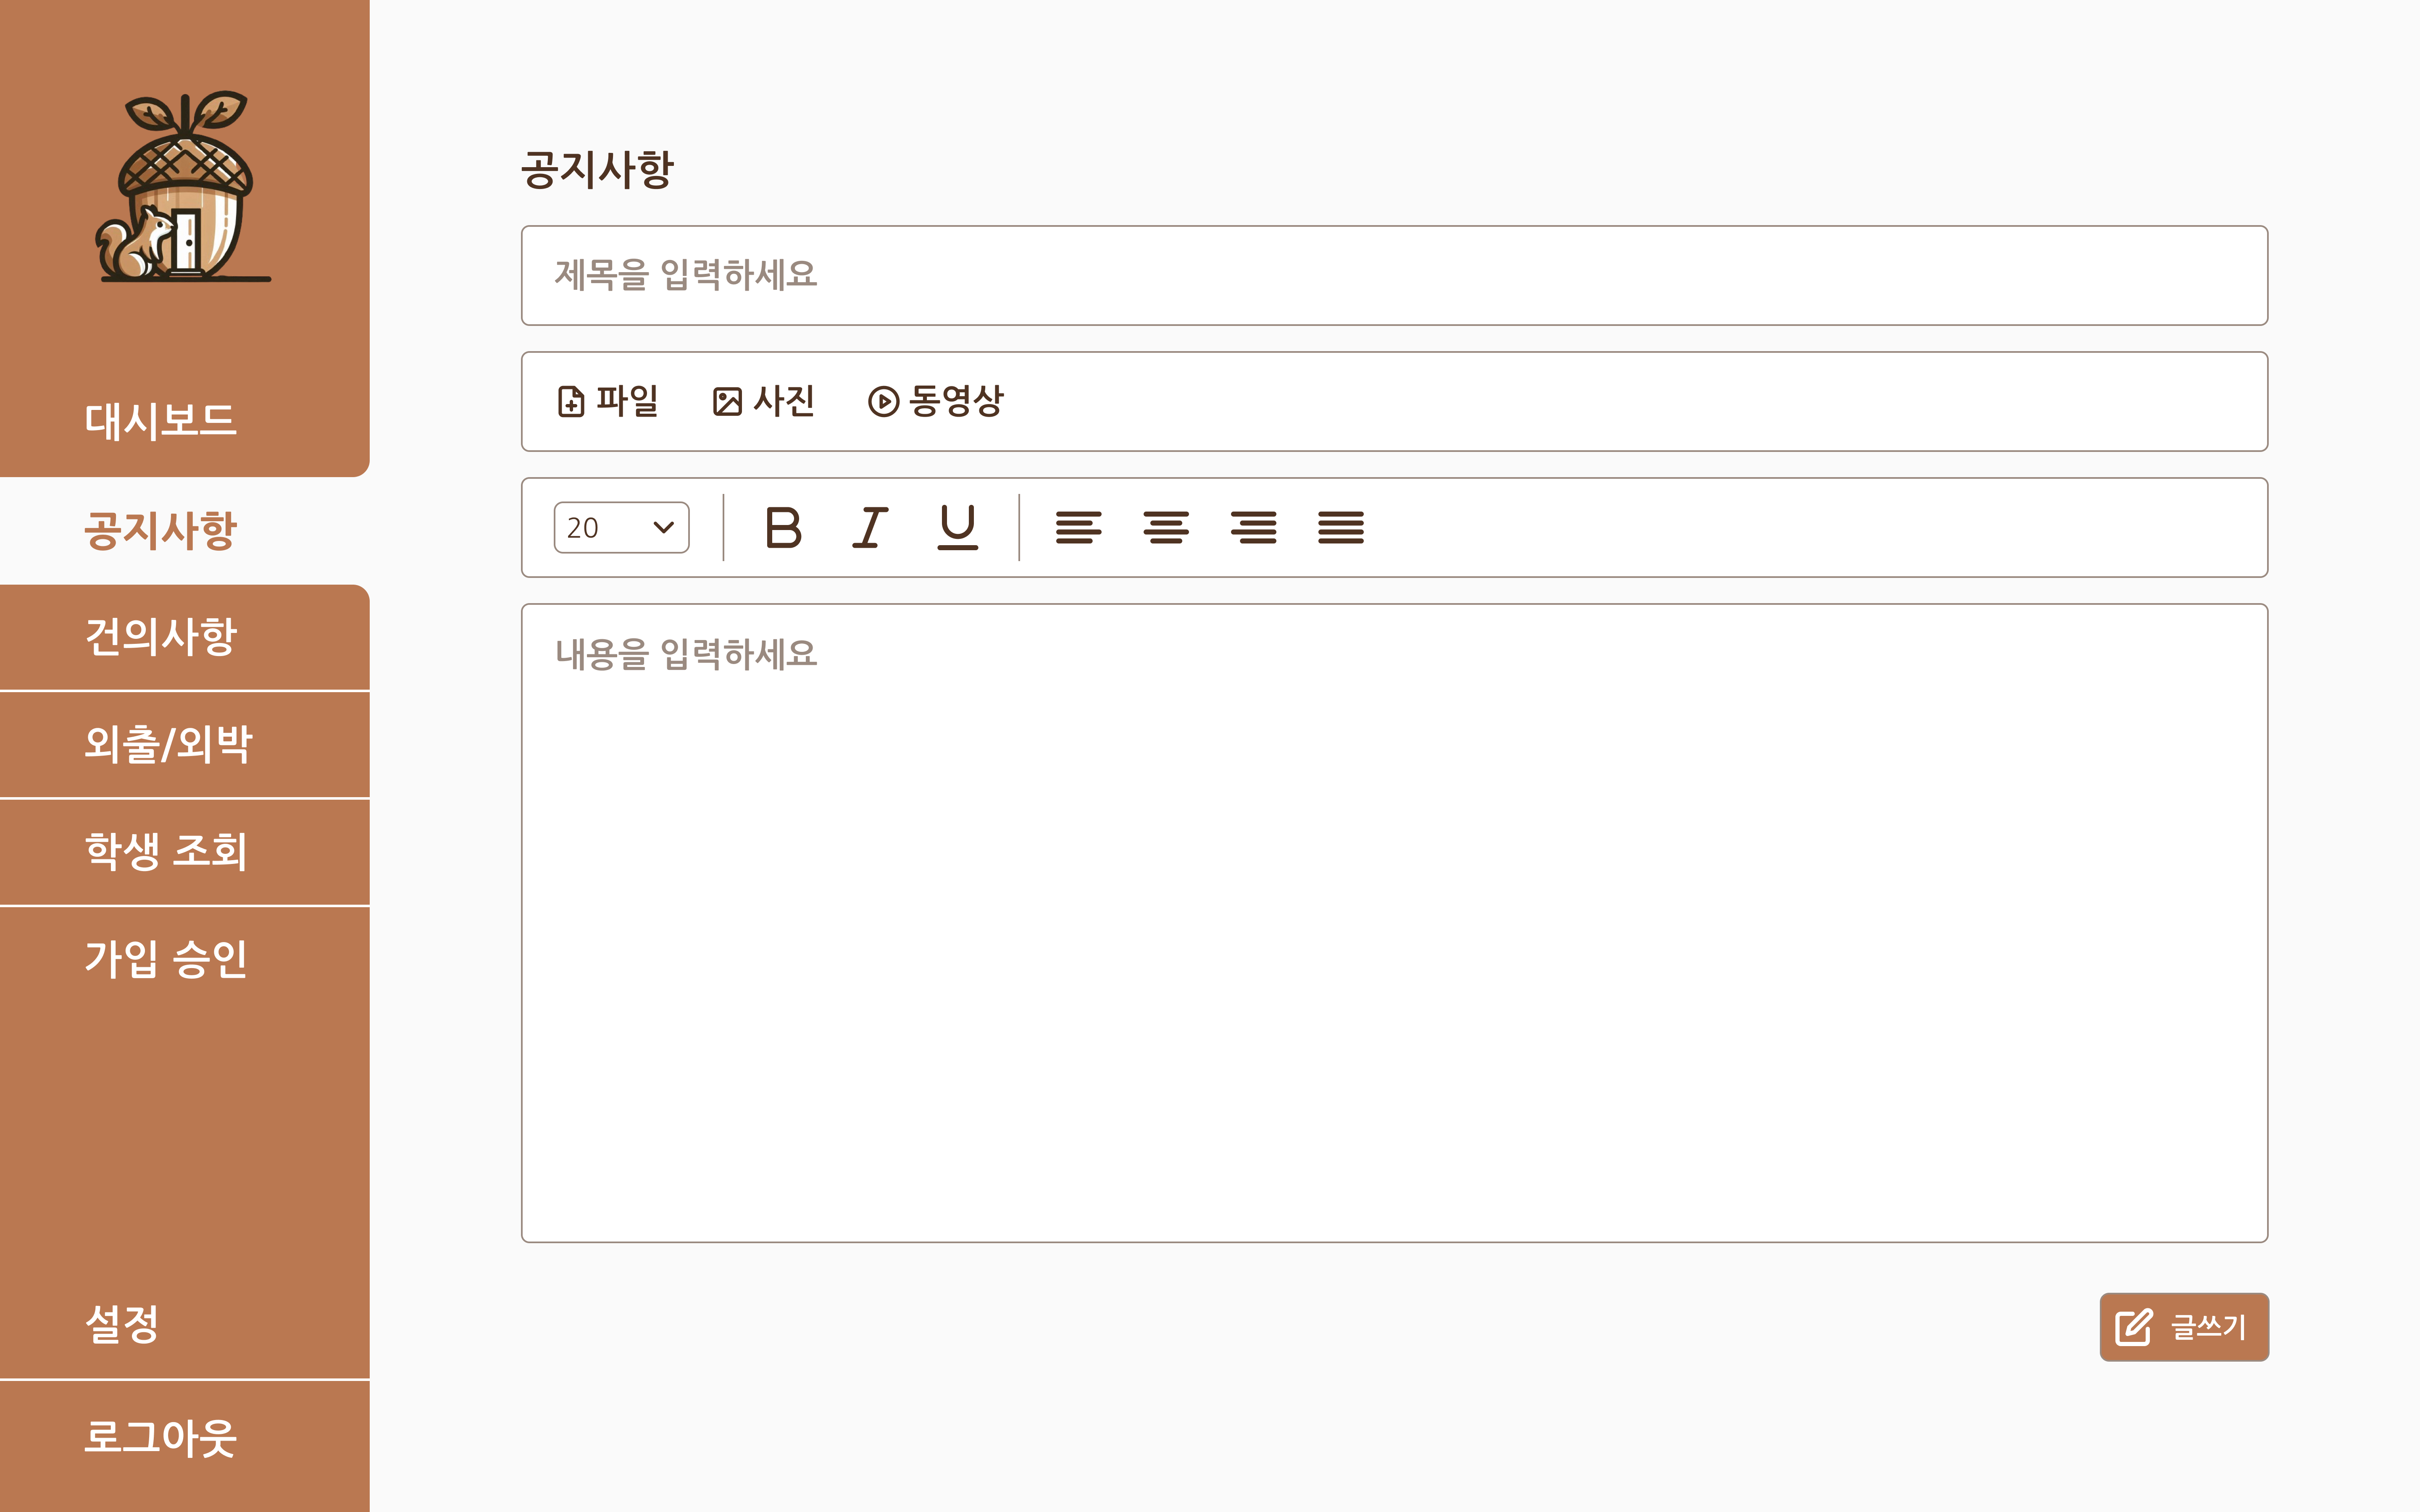 대시보드
공지사항
건의사항
외출/외박
학생 조회
가입 승인
설정
로그아웃
공지사항
제목을 입력하세요
파일 사진 동영상
20
내용을 입력하세요
글쓰기